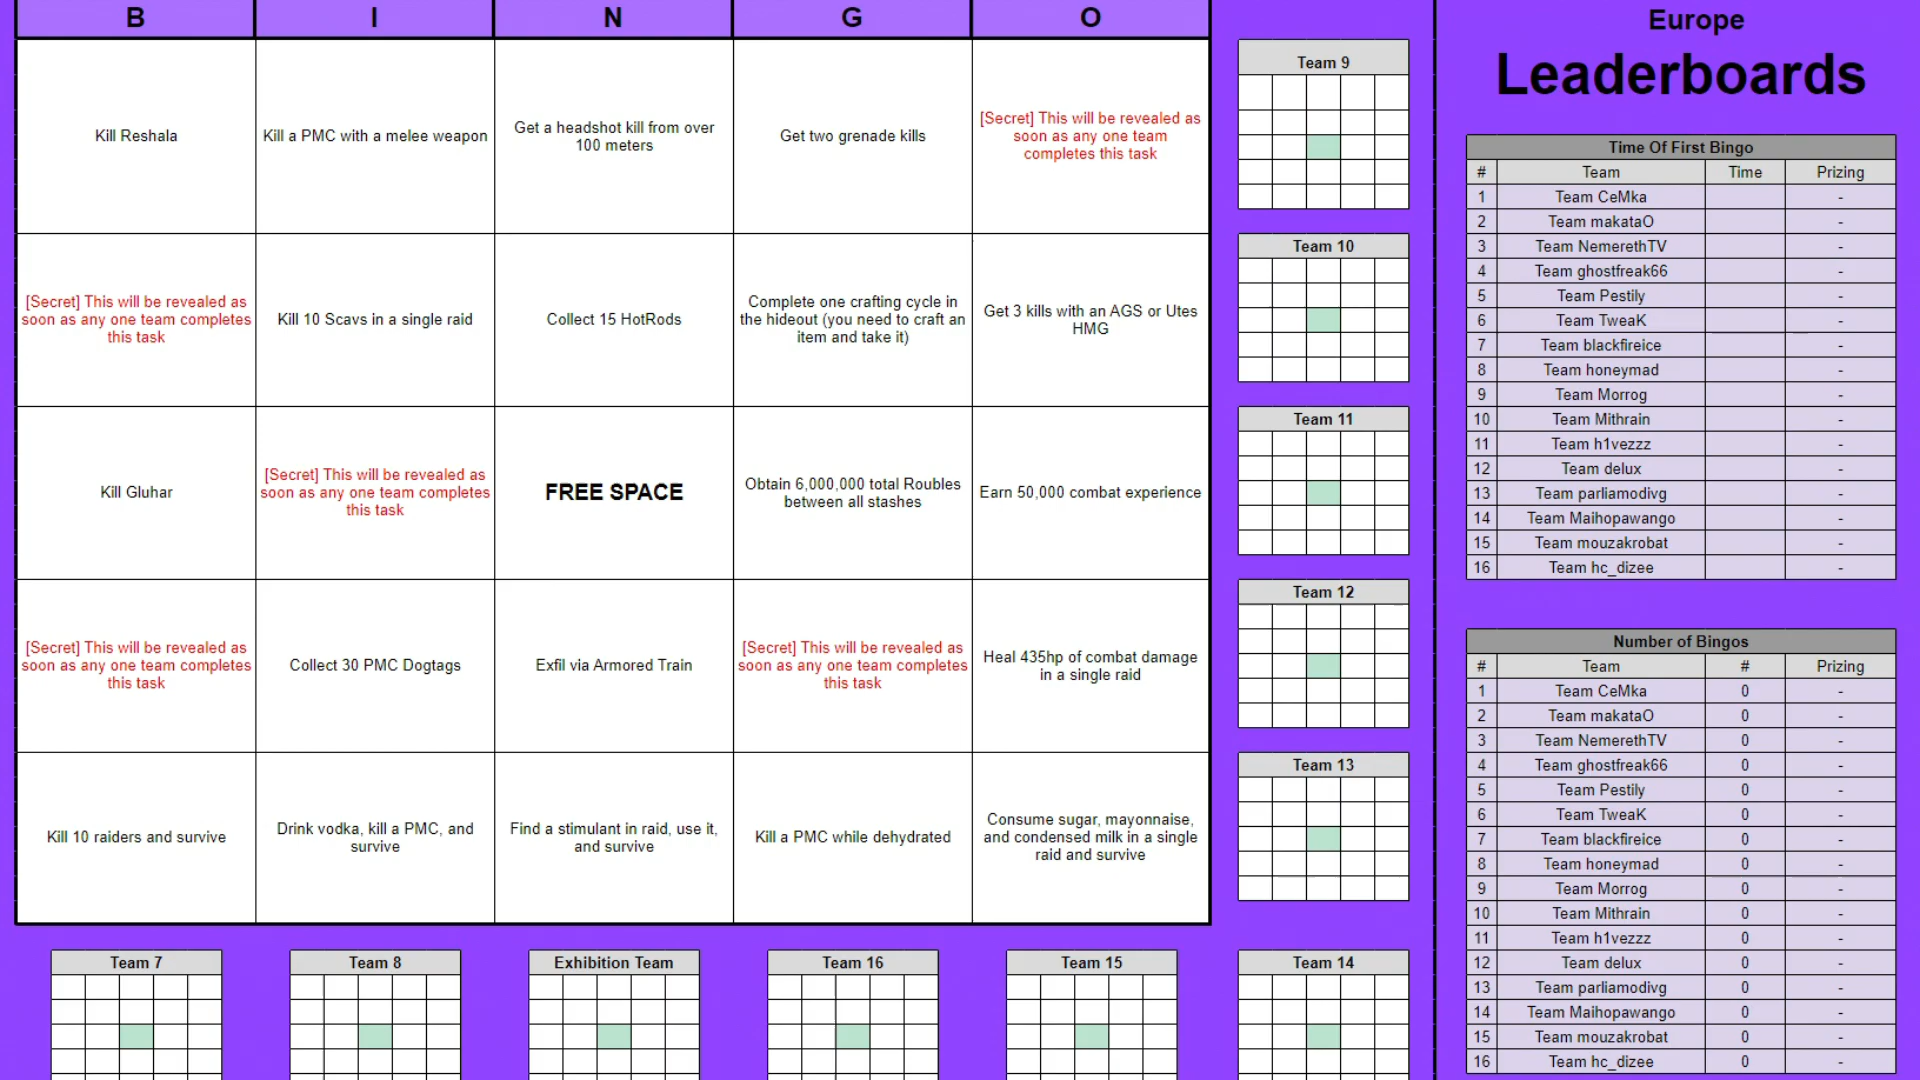 B I N G O
Kill Reshala
Kill a PMC with a melee weapon
Get a headshot kill from over
100 meters
Get two grenade kills
[Secret] This will be revealed as
soon as any one team
completes this task
[Secret] This will be revealed as
soon as any one team completes
this task
Kill 10 Scavs in a single raid
Collect 15 HotRods
Complete one crafting cycle in
the hideout (you need to craft an
item and take it)
Get 3 kills with an AGS or Utes
HMG
Kill Gluhar
[Secret] This will be revealed as
soon as any one team completes
this task
FREE SPACE
Obtain 6,000,000 total Roubles
between all stashes
Earn 50,000 combat experience
[Secret] This will be revealed as
soon as any one team completes
this task
Collect 30 PMC Dogtags
Exfil via Armored Train
[Secret] This will be revealed as
soon as any one team completes
this task
Heal 435hp of combat damage
in a single raid
Kill 10 raiders and survive
Drink vodka, kill a PMC, and
survive
Find a stimulant in raid, use it,
and survive
Kill a PMC while dehydrated
Consume sugar, mayonnaise,
and condensed milk in a single
raid and survive
Team 9
Team 10
Team 11
Team 12
Team 13
Team 7
Team 8
Exhibition Team
Team 16
Team 15
Team 14
Europe
Leaderboards
Time Of First Bingo
# Team Time Prizing
1 Team CeMka -
2 Team makataO -
3 Team NemerethTV -
4 Team ghostfreak66 -
5 Team Pestily -
6 Team TweaK -
7 Team blackfireice -
8 Team honeymad -
9 Team Morrog -
10 Team Mithrain -
11 Team h1vezzz -
12 Team delux -
13 Team parliamodivg -
14 Team Maihopawango -
15 Team mouzakrobat -
16 Team hc_dizee -
Number of Bingos
# Team # Prizing
1 Team CeMka 0 -
2 Team makataO 0 -
3 Team NemerethTV 0 -
4 Team ghostfreak66 0 -
5 Team Pestily 0 -
6 Team TweaK 0 -
7 Team blackfireice 0 -
8 Team honeymad 0 -
9 Team Morrog 0 -
10 Team Mithrain 0 -
11 Team h1vezzz 0 -
12 Team delux 0 -
13 Team parliamodivg 0 -
14 Team Maihopawango 0 -
15 Team mouzakrobat 0 -
16 Team hc_dizee 0 -